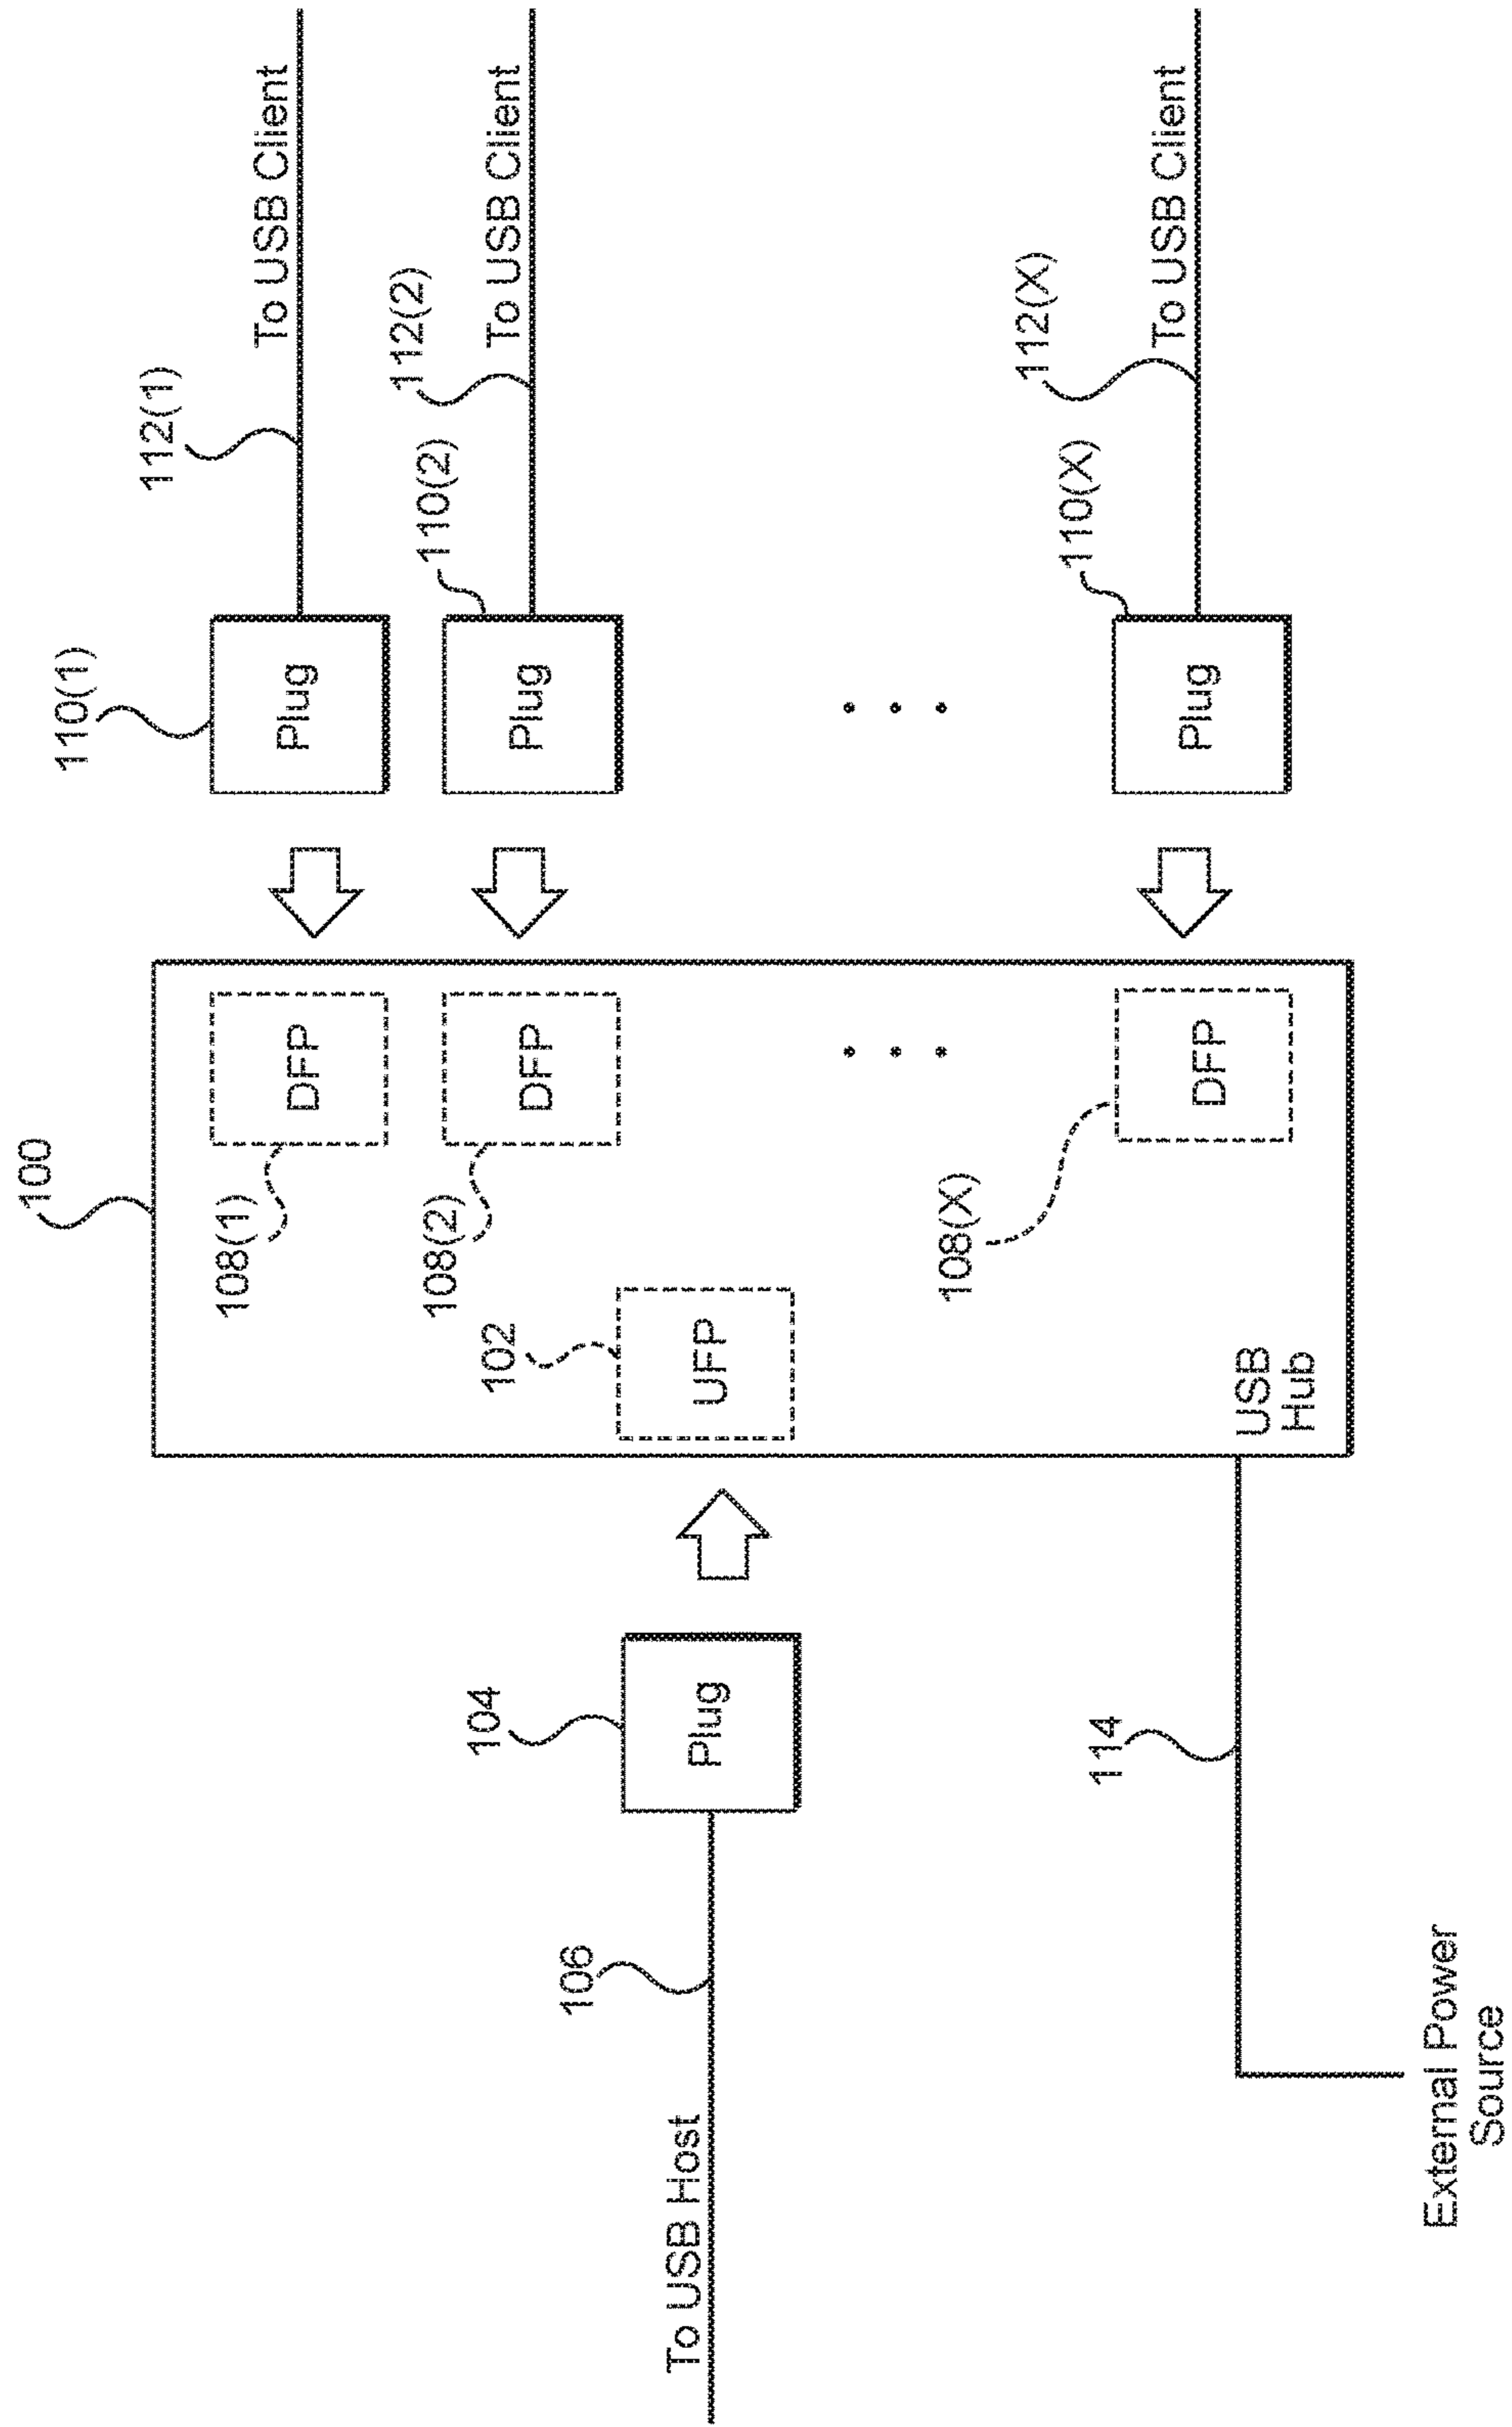 100
110(1)
112(1)
108(1)
DFP
Plug
To USB Client
112(2)
110(2)
108(2)
DFP
Plug
To USB Client
102
UFP
104
Plug
106
To USB Host
108(X)
DFP
110(X)
Plug
112(X)
To USB Client
USB
Hub
114
External Power
Source